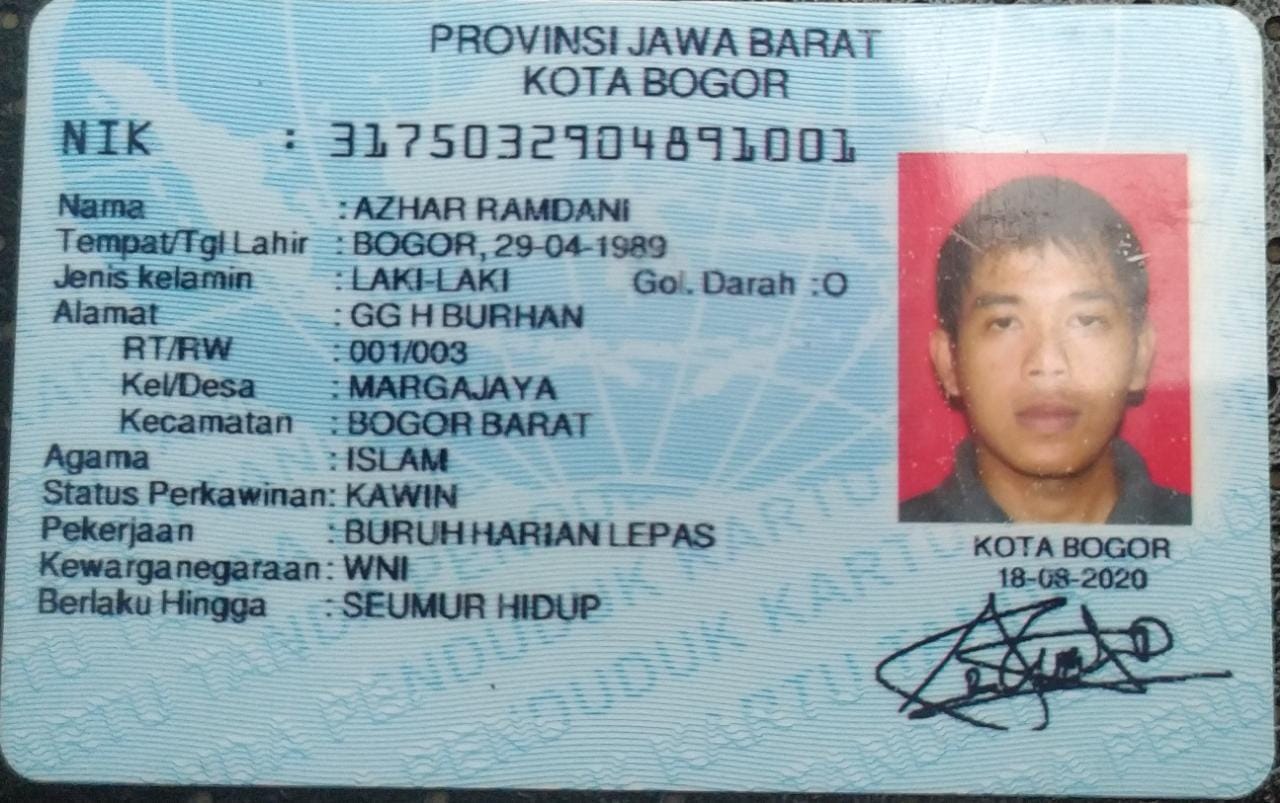 PROVINSI JAWA BARAT
KOTA BOGOR
NIK : 3175032904891001
Nama : AZHAR RAMDANI
Tempat/Tgl Lahir : BOGOR, 29-04-1989
Jenis kelamin : LAKI-LAKI Gol. Darah : O
Alamat : GG H BURHAN
RT/RW : 001/003
Kel/Desa : MARGAJAYA
Kecamatan : BOGOR BARAT
Agama : ISLAM
Status Perkawinan : KAWIN
Pekerjaan : BURUH HARIAN LEPAS
Kewarganegaraan : WNI
Berlaku Hingga : SEUMUR HIDUP
KOTA BOGOR
18-08-2020